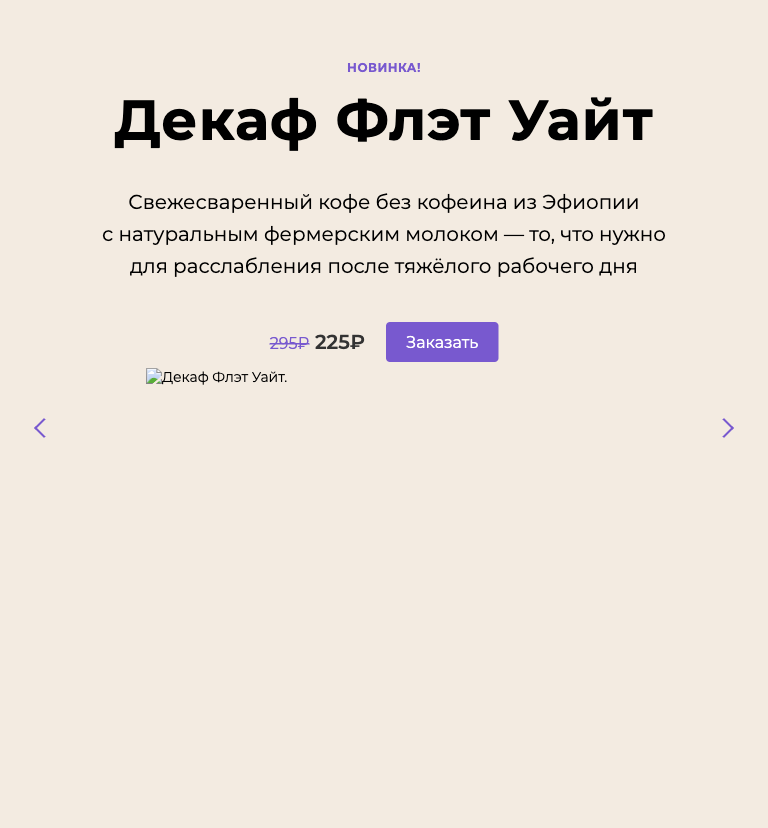 НОВИНКА!
Декаф Флэт Уайт
Свежесваренный кофе без кофеина из Эфиопии
с натуральным фермерским молоком — то, что нужно
для расслабления после тяжёлого рабочего дня
295₽ 225₽ Заказать
Декаф Флэт Уайт.